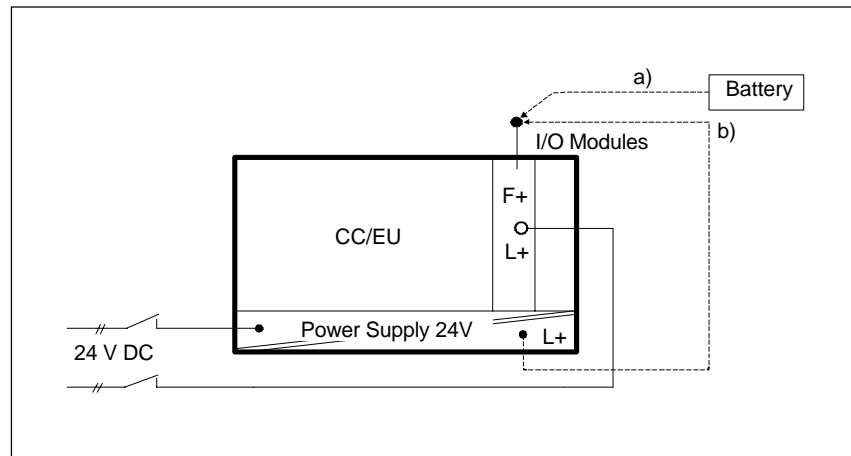 a)
Battery
b)
I/O Modules
F+
CC/EU
L+
Power Supply 24V
L+
24 V DC